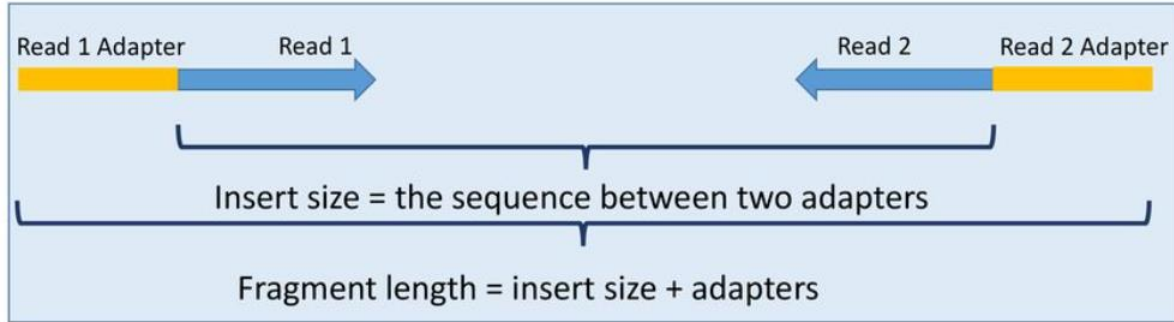 Read 1 Adapter Read 1 Read 2 Read 2 Adapter
Insert size = the sequence between two adapters
Fragment length = insert size + adapters